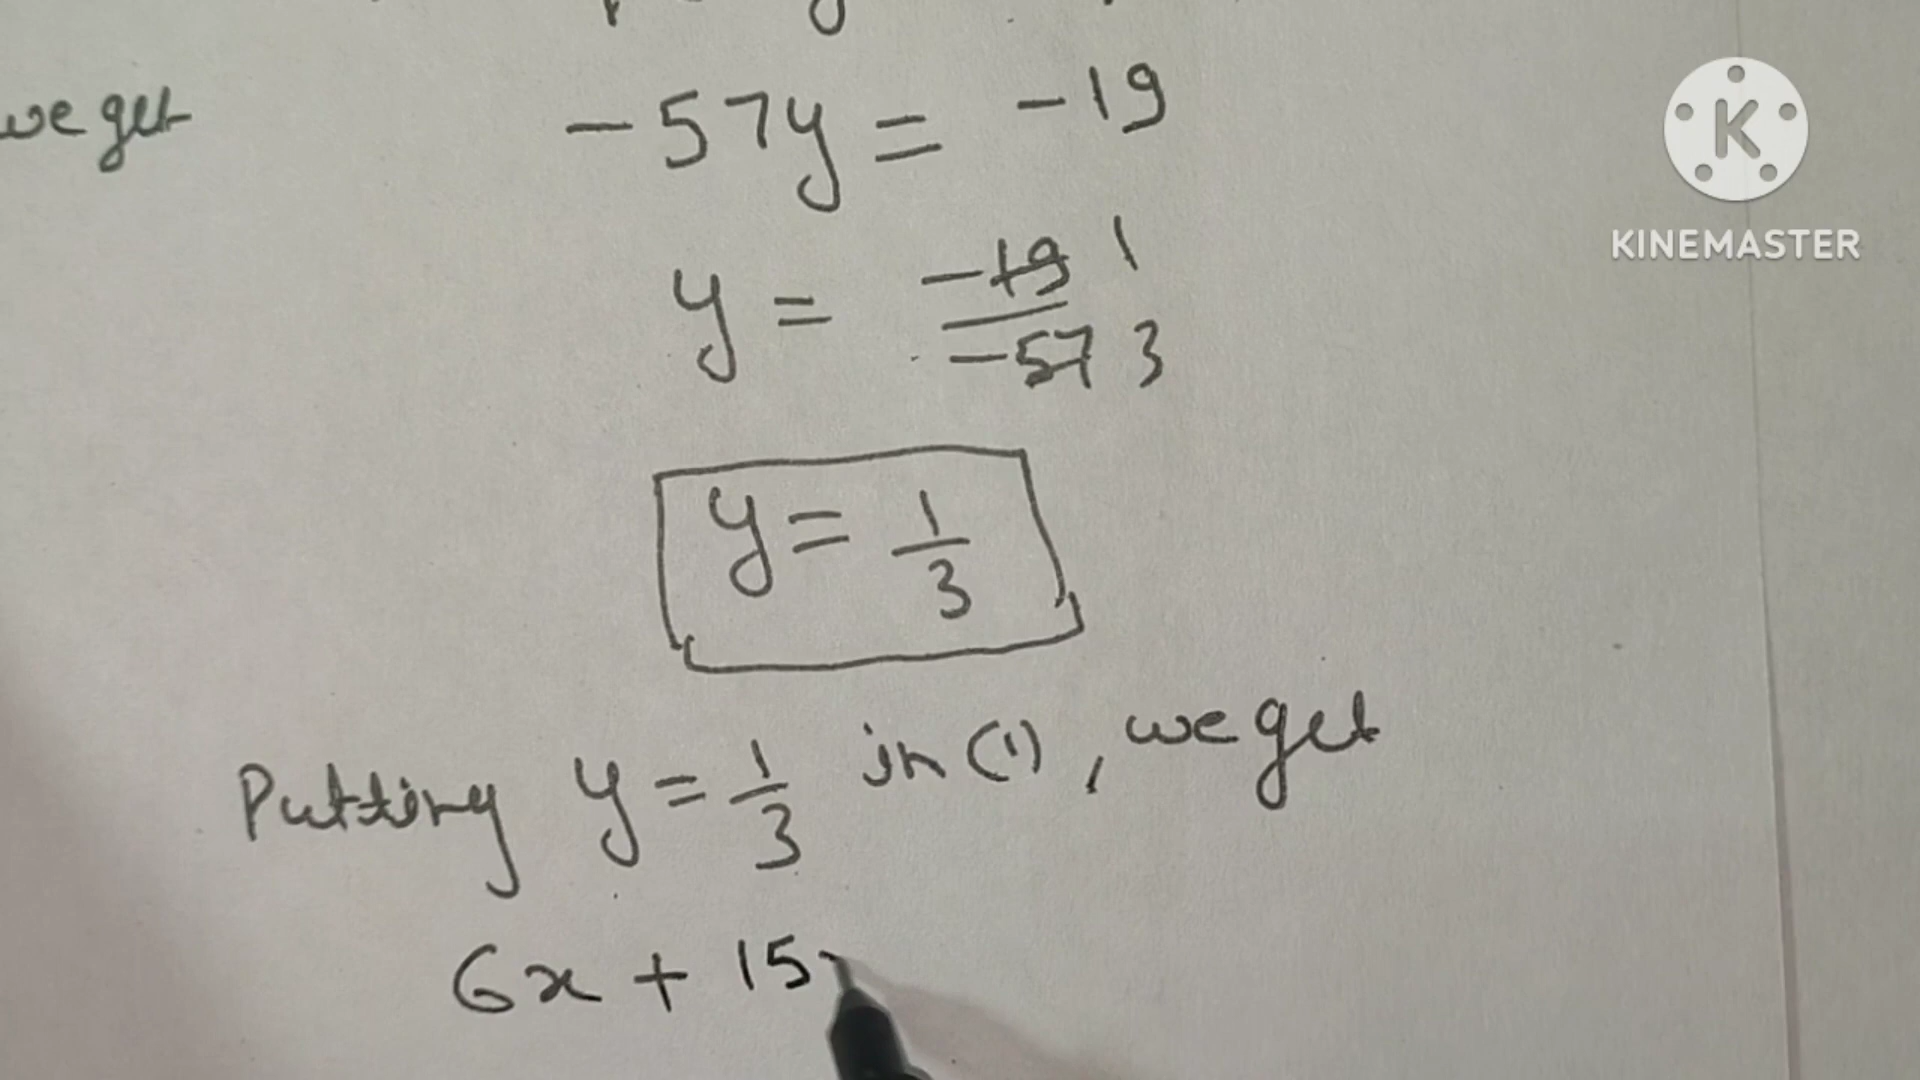 we get -57y = -19
y = -19 1 / -57 3
y = 1/3
Putting y = 1/3 in (1), we get
6x + 15
KINEMASTER